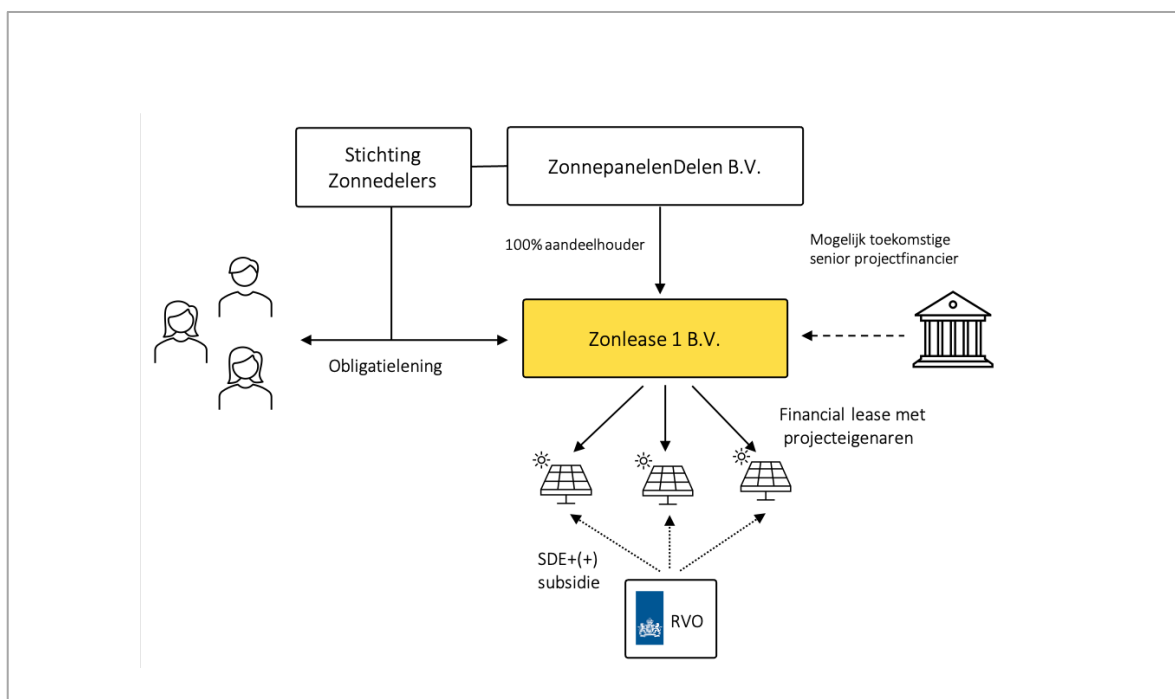 Stichting
Zonnedelers
ZonnepanelenDelen B.V.
100% aandeelhouder
Mogelijk toekomstige
senior projectfinancier
Zonlease 1 B.V.
Obligatielening
Financial lease met
projecteigenaren
SDE+(+)
subsidie
RVO